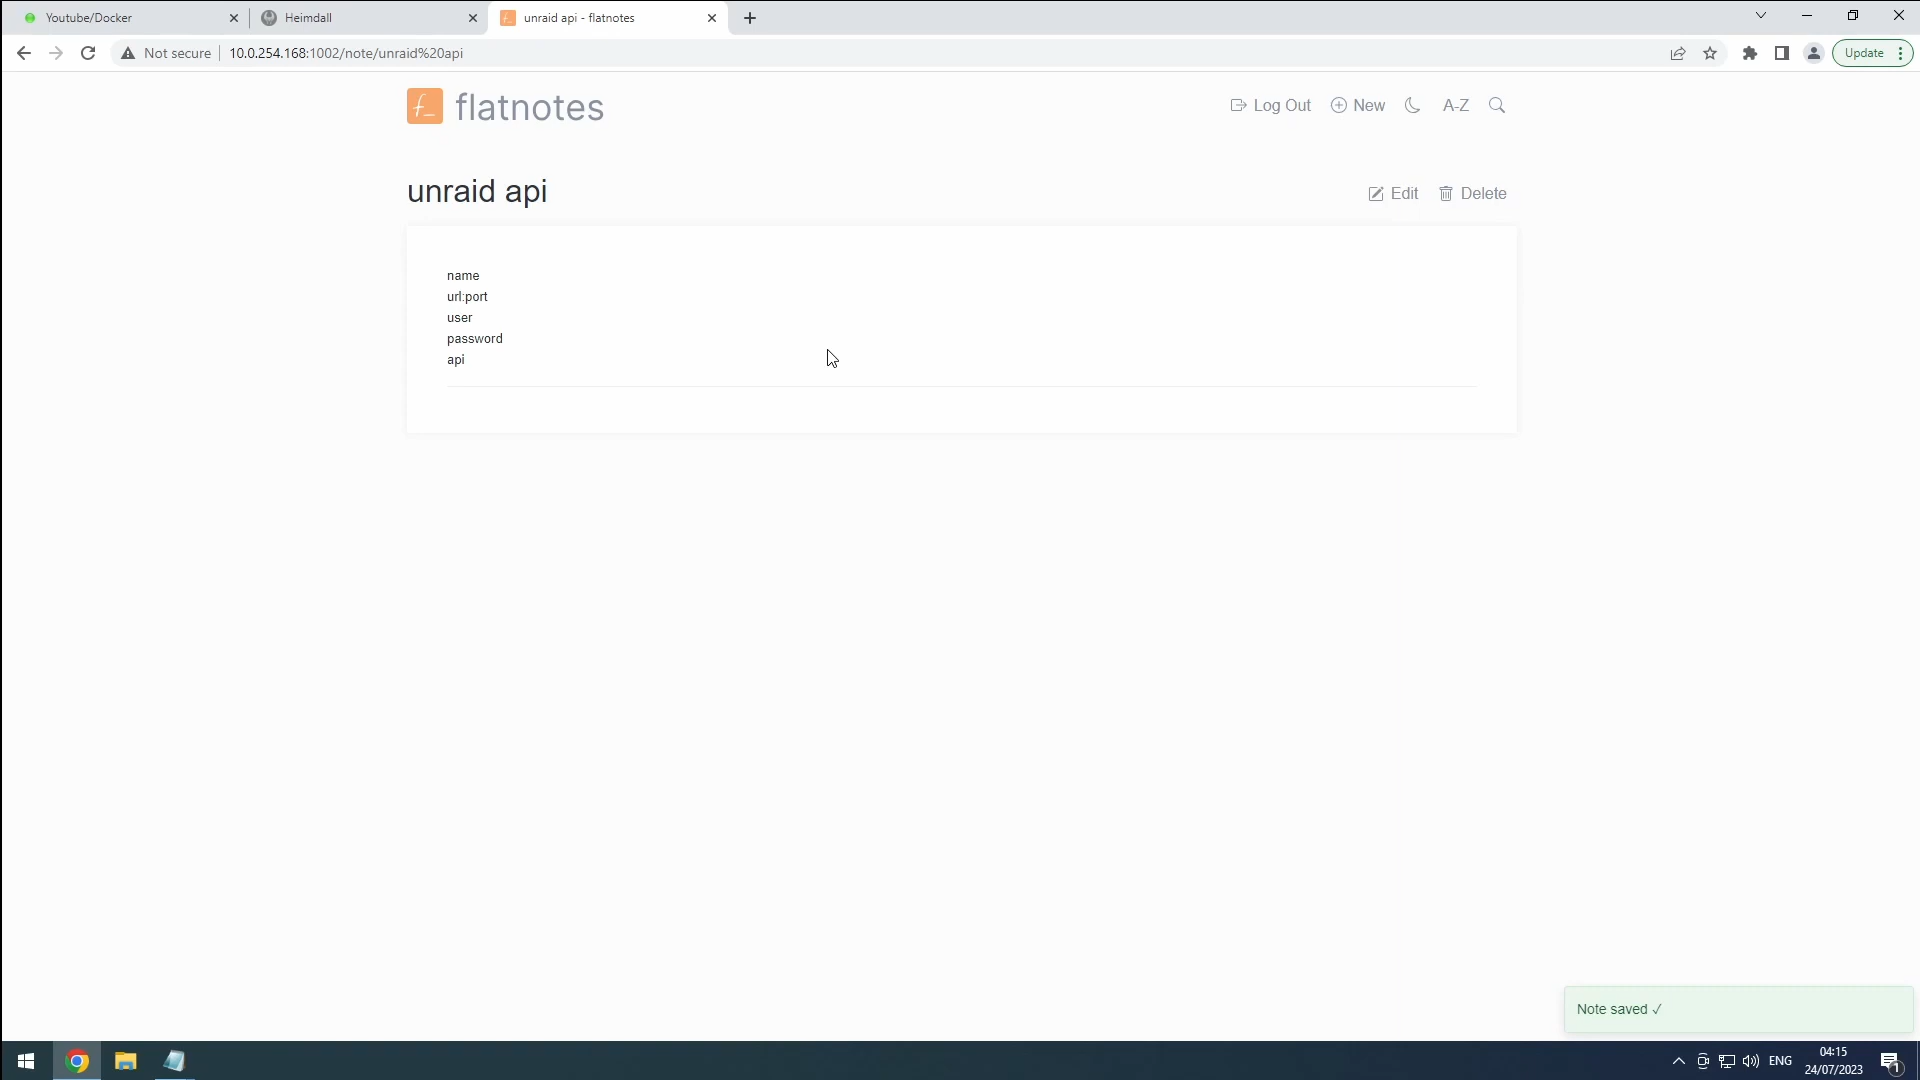 Youtube/Docker
Heimdall
unraid api - flatnotes
Not secure
10.0.254.168:1002/note/unraid%20api
Update
flatnotes
Log Out
New
A-Z
unraid api
Edit
Delete
name
url:port
user
password
api
Note saved ✓
ENG
04:15
24/07/2023
1